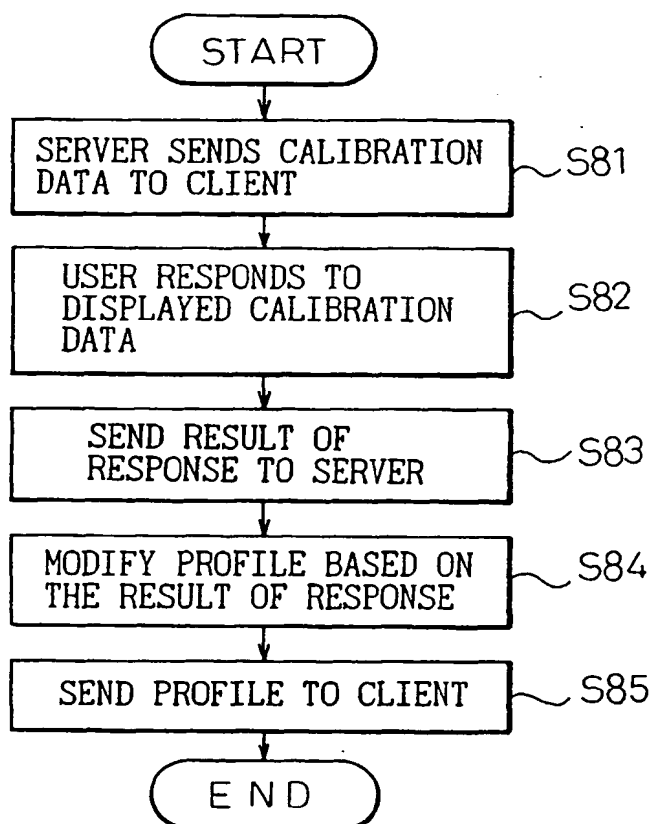 START
SERVER SENDS CALIBRATION
DATA TO CLIENT
S81
USER RESPONDS TO
DISPLAYED CALIBRATION
DATA
S82
SEND RESULT OF
RESPONSE TO SERVER
S83
MODIFY PROFILE BASED ON
THE RESULT OF RESPONSE
S84
SEND PROFILE TO CLIENT
S85
END